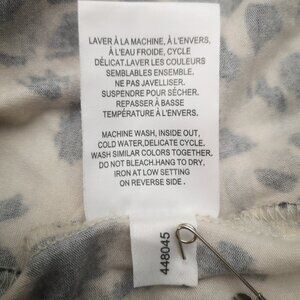 LAVER À LA MACHINE, À L'ENVERS,
À L'EAU FROIDE, CYCLE
DÉLICAT.LAVER LES COULEURS
SEMBLABLES ENSEMBLE,
NE PAS JAVELLISER.
SUSPENDRE POUR SÉCHER.
REPASSER À BASSE
TEMPÉRATURE À L'ENVERS.
MACHINE WASH, INSIDE OUT,
COLD WATER,DELICATE CYCLE.
WASH SIMILAR COLORS TOGETHER.
DO NOT BLEACH.HANG TO DRY,
IRON AT LOW SETTING
ON REVERSE SIDE .
448045